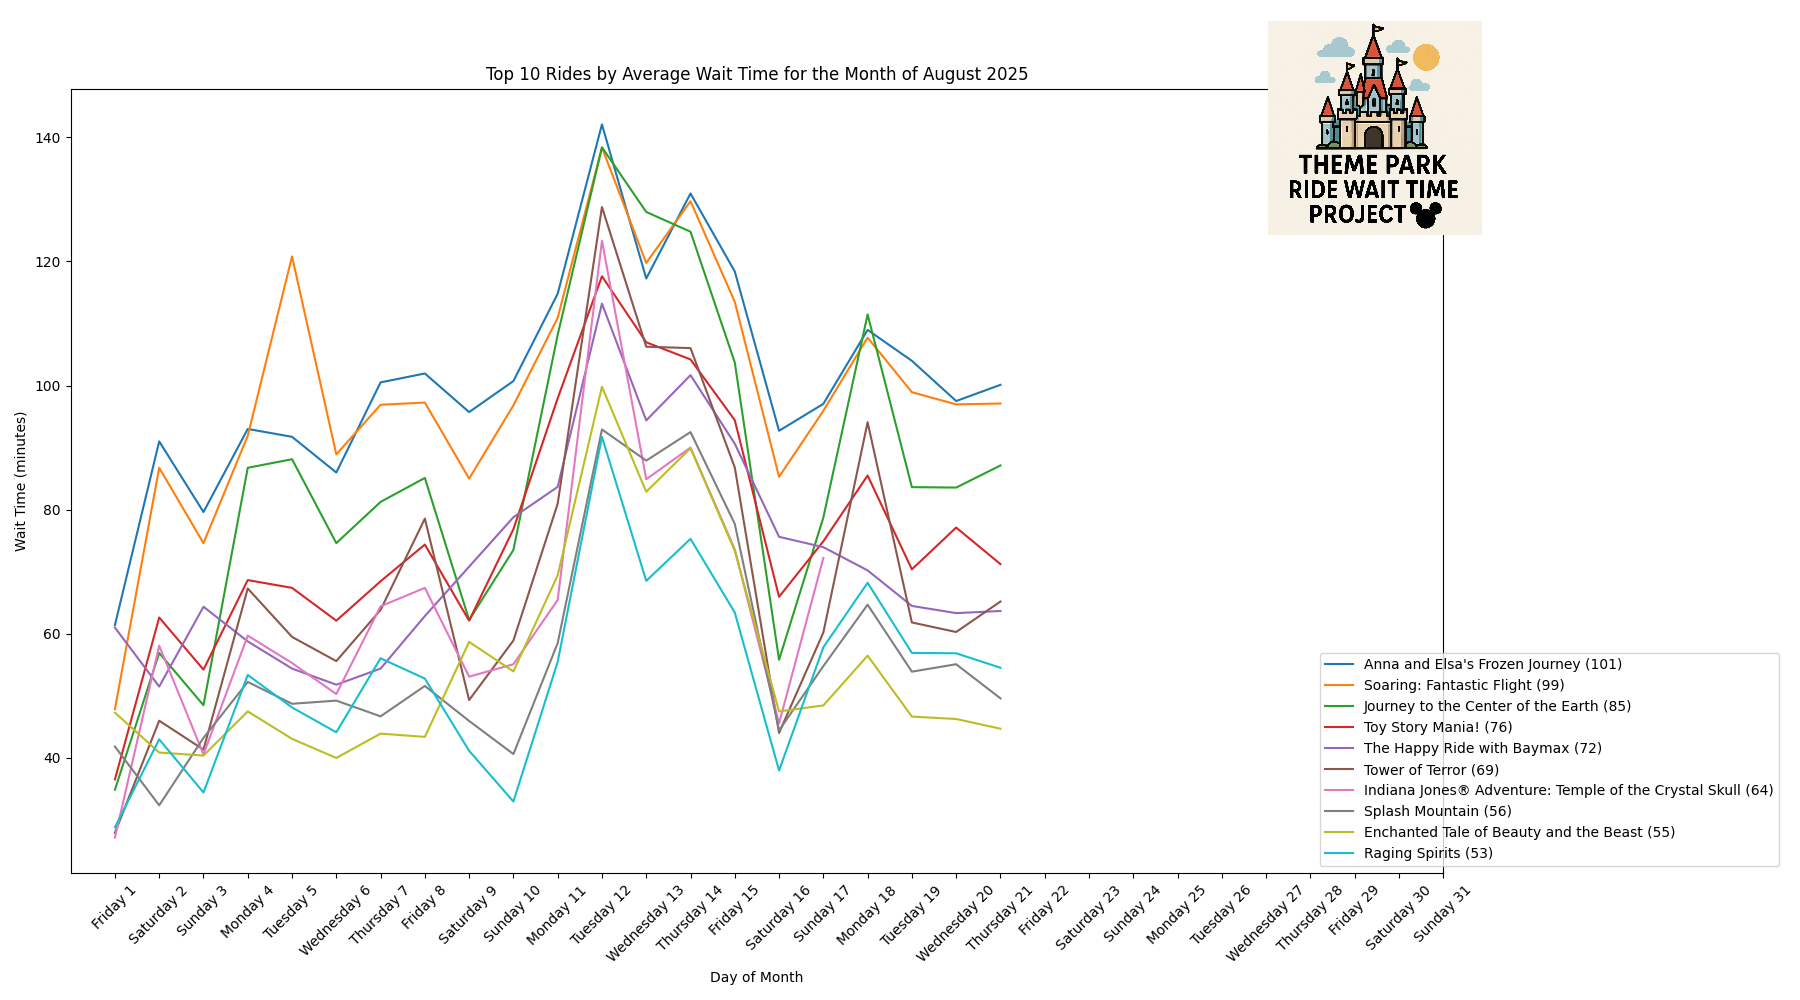 THEME PARK
RIDE WAIT TIME
PROJECT
Top 10 Rides by Average Wait Time for the Month of August 2025
Wait Time (minutes)
140
120
100
80
60
40
Friday 1
Saturday 2
Sunday 3
Monday 4
Tuesday 5
Wednesday 6
Thursday 7
Friday 8
Saturday 9
Sunday 10
Monday 11
Tuesday 12
Wednesday 13
Thursday 14
Friday 15
Saturday 16
Sunday 17
Monday 18
Tuesday 19
Wednesday 20
Thursday 21
Friday 22
Saturday 23
Sunday 24
Monday 25
Tuesday 26
Wednesday 27
Thursday 28
Friday 29
Saturday 30
Sunday 31
Day of Month
Anna and Elsa's Frozen Journey (101)
Soaring: Fantastic Flight (99)
Journey to the Center of the Earth (85)
Toy Story Mania! (76)
The Happy Ride with Baymax (72)
Tower of Terror (69)
Indiana Jones® Adventure: Temple of the Crystal Skull (64)
Splash Mountain (56)
Enchanted Tale of Beauty and the Beast (55)
Raging Spirits (53)